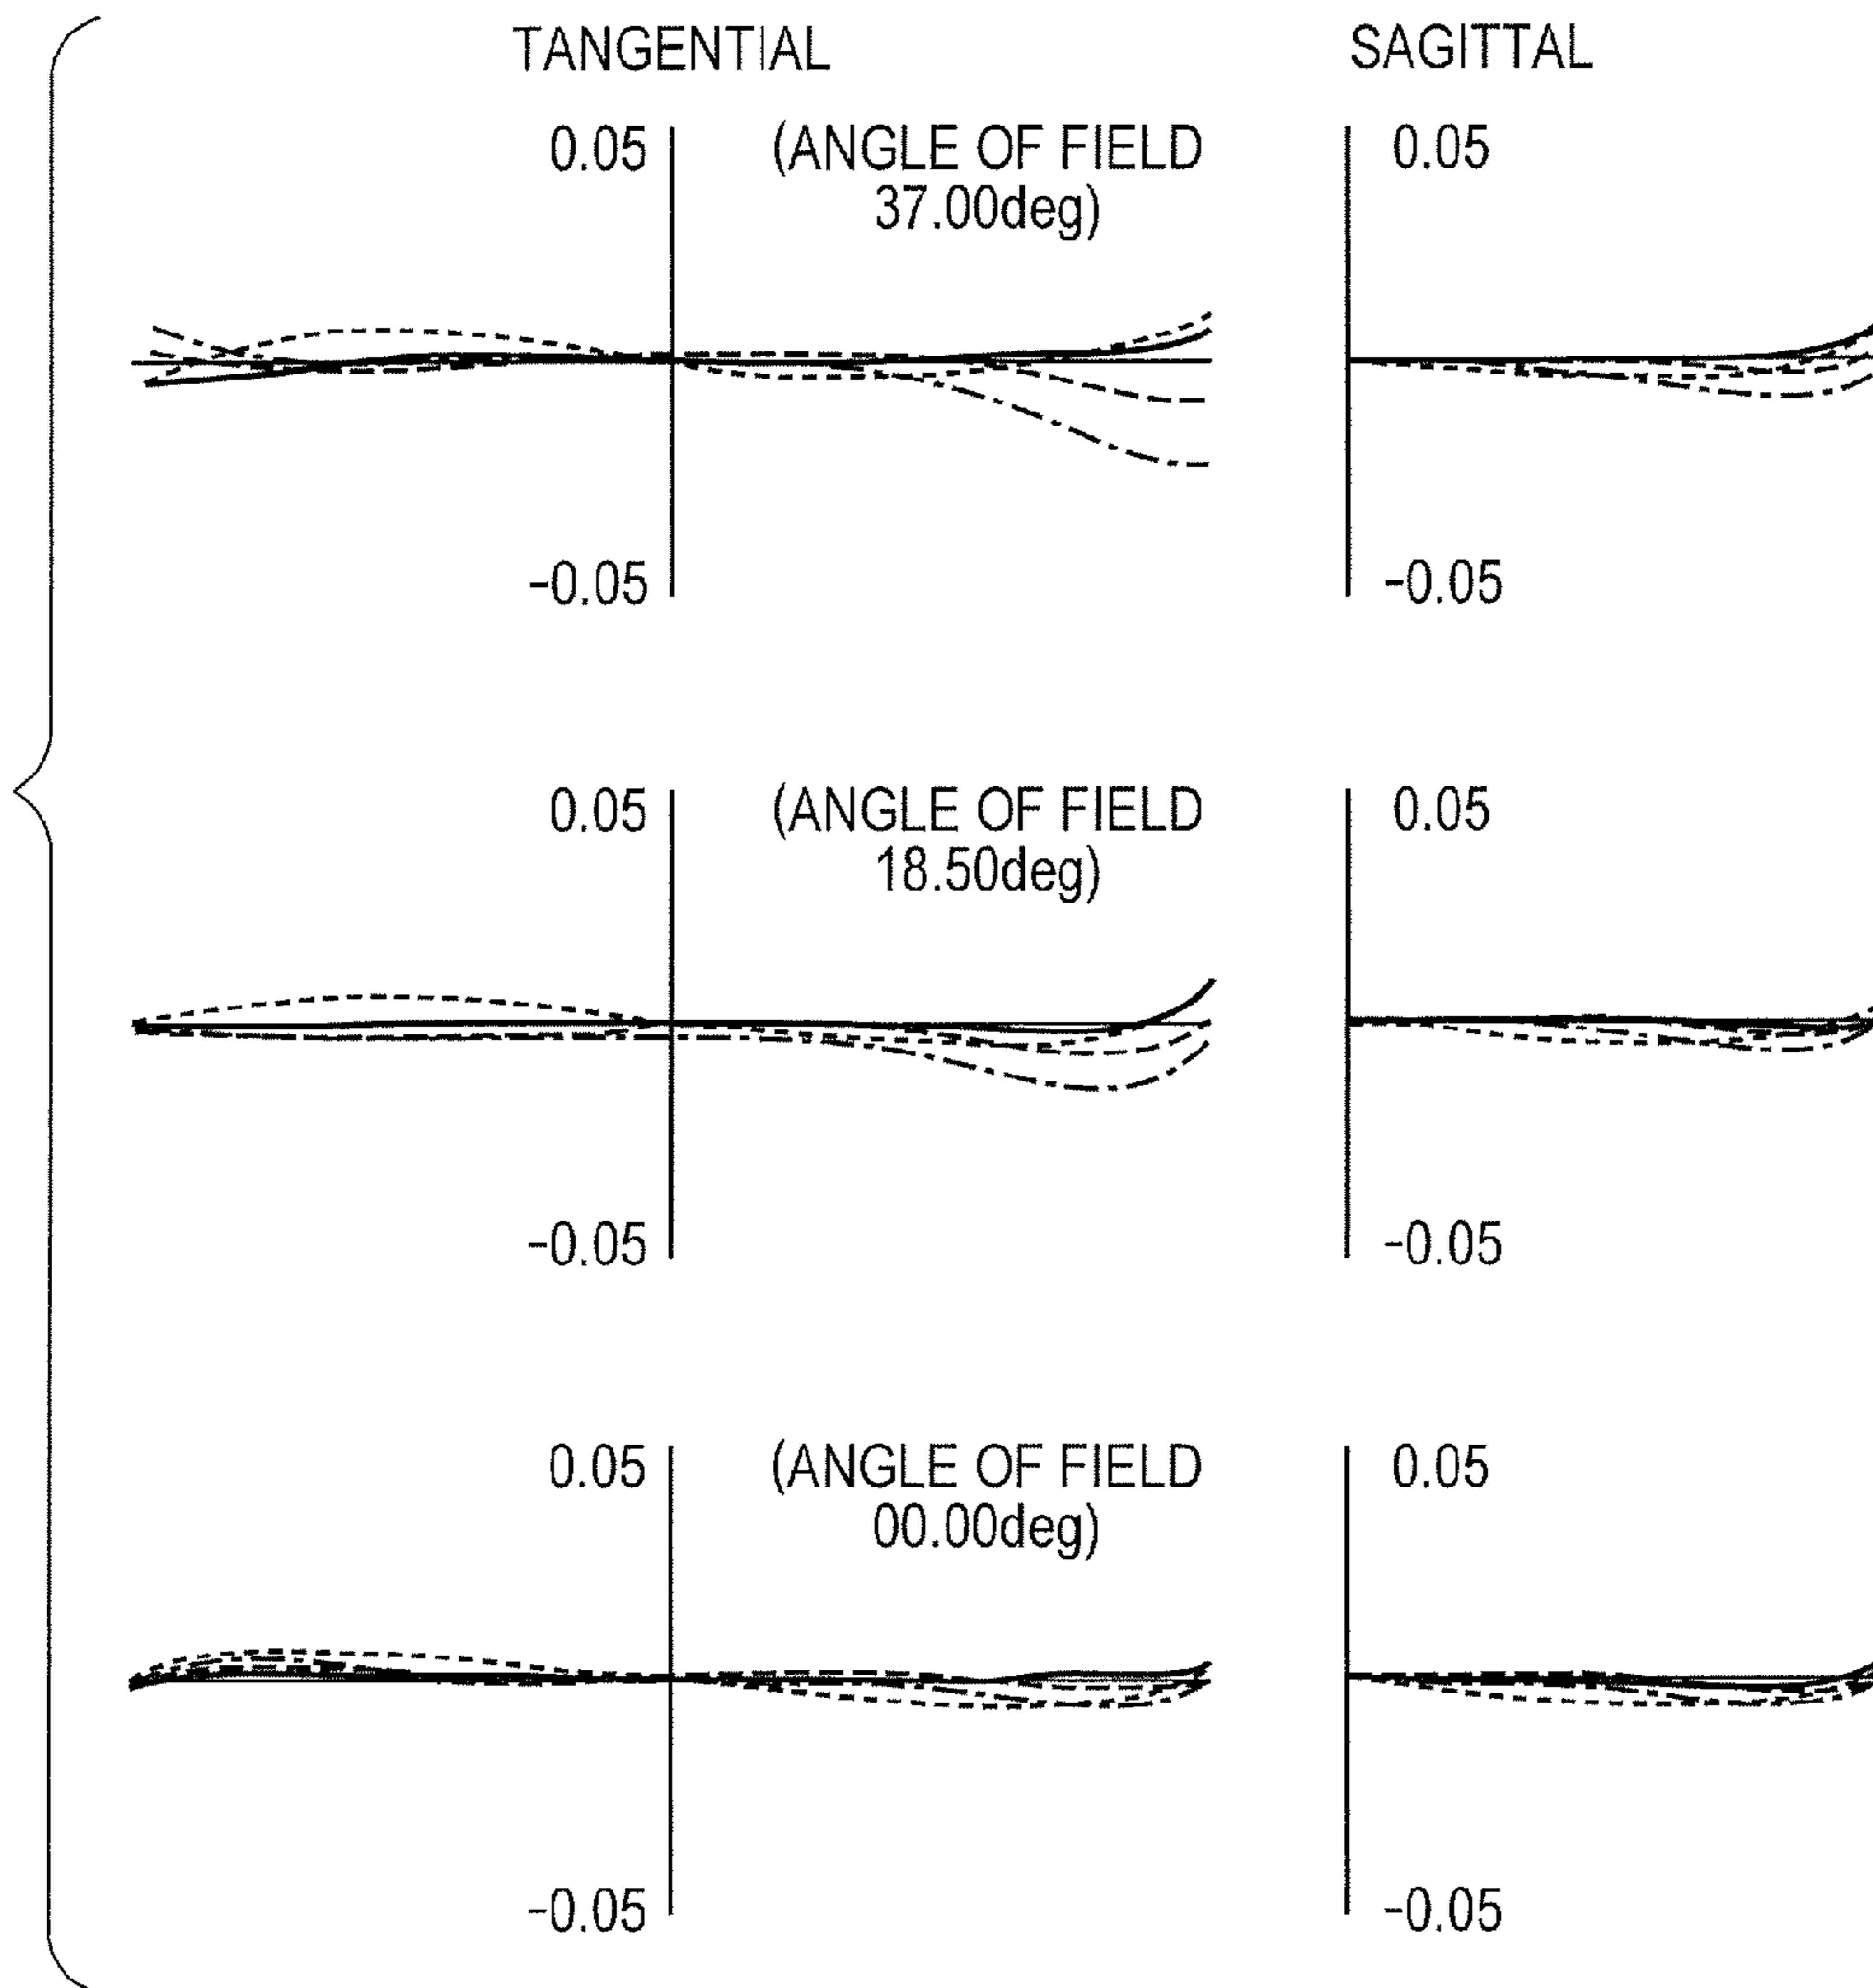 TANGENTIAL SAGITTAL
0.05 (ANGLE OF FIELD 0.05
37.00deg)
-0.05 -0.05
0.05 (ANGLE OF FIELD 0.05
18.50deg)
-0.05 -0.05
0.05 (ANGLE OF FIELD 0.05
00.00deg)
-0.05 -0.05